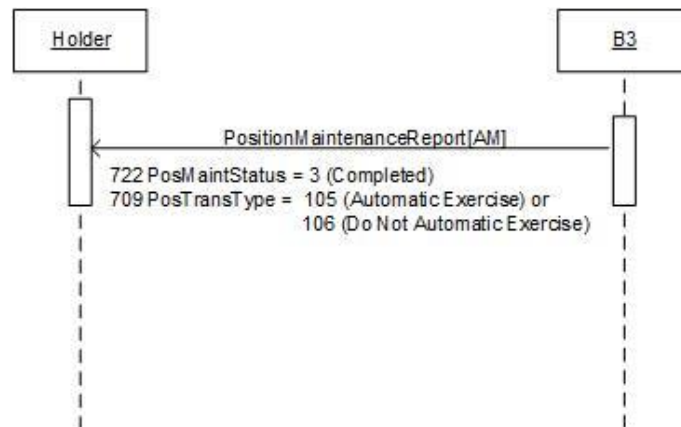 Holder
B3
PositionMaintenanceReport[AM]
722 PosMaintStatus = 3 (Completed)
709 PosTransType = 105 (Automatic Exercise) or
106 (Do Not Automatic Exercise)